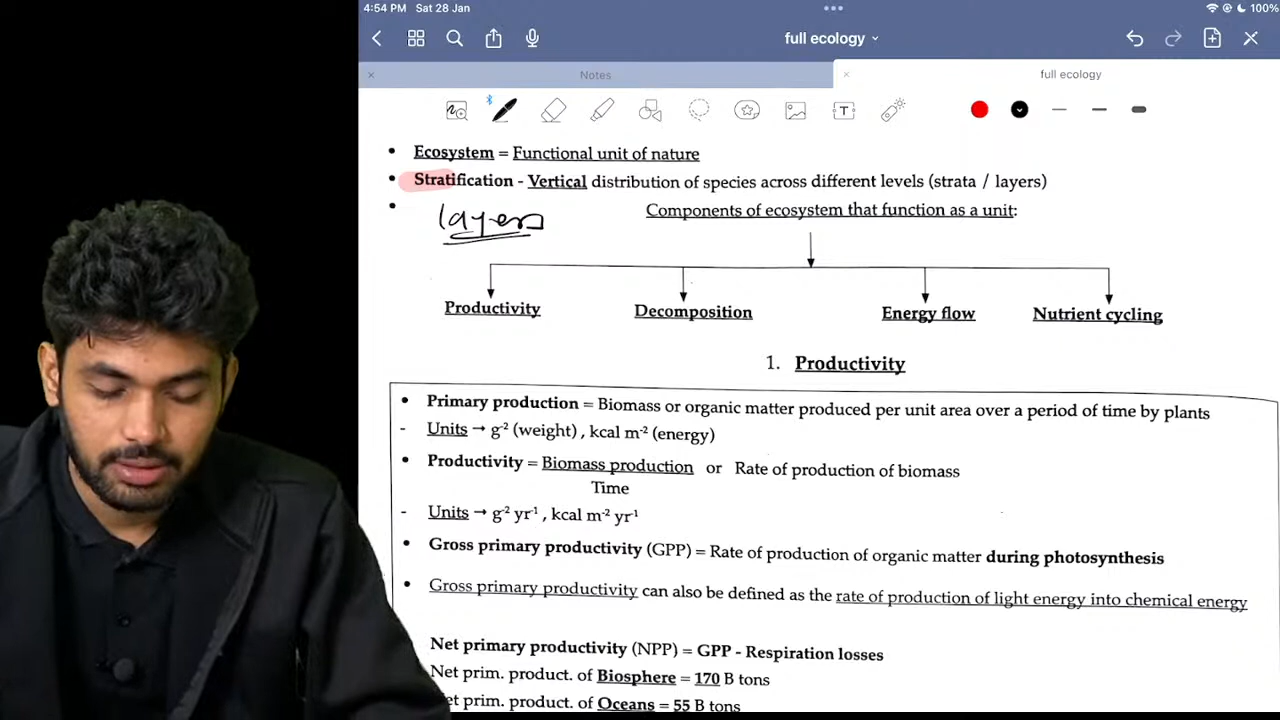 4:54 PM Sat 28 Jan
100%
full ecology
Notes
full ecology
T
• Ecosystem = Functional unit of nature
• Stratification - Vertical distribution of species across different levels (strata / layers)
• layers
Components of ecosystem that function as a unit:
Productivity Decomposition Energy flow Nutrient cycling
1. Productivity
• Primary production = Biomass or organic matter produced per unit area over a period of time by plants
- Units → g⁻² (weight) , kcal m⁻² (energy)
• Productivity = Biomass production or Rate of production of biomass
Time
- Units → g⁻² yr⁻¹ , kcal m⁻² yr⁻¹
• Gross primary productivity (GPP) = Rate of production of organic matter during photosynthesis
• Gross primary productivity can also be defined as the rate of production of light energy into chemical energy
Net primary productivity (NPP) = GPP - Respiration losses
Net prim. product. of Biosphere = 170 B tons
et prim. product. of Oceans = 55 B tons